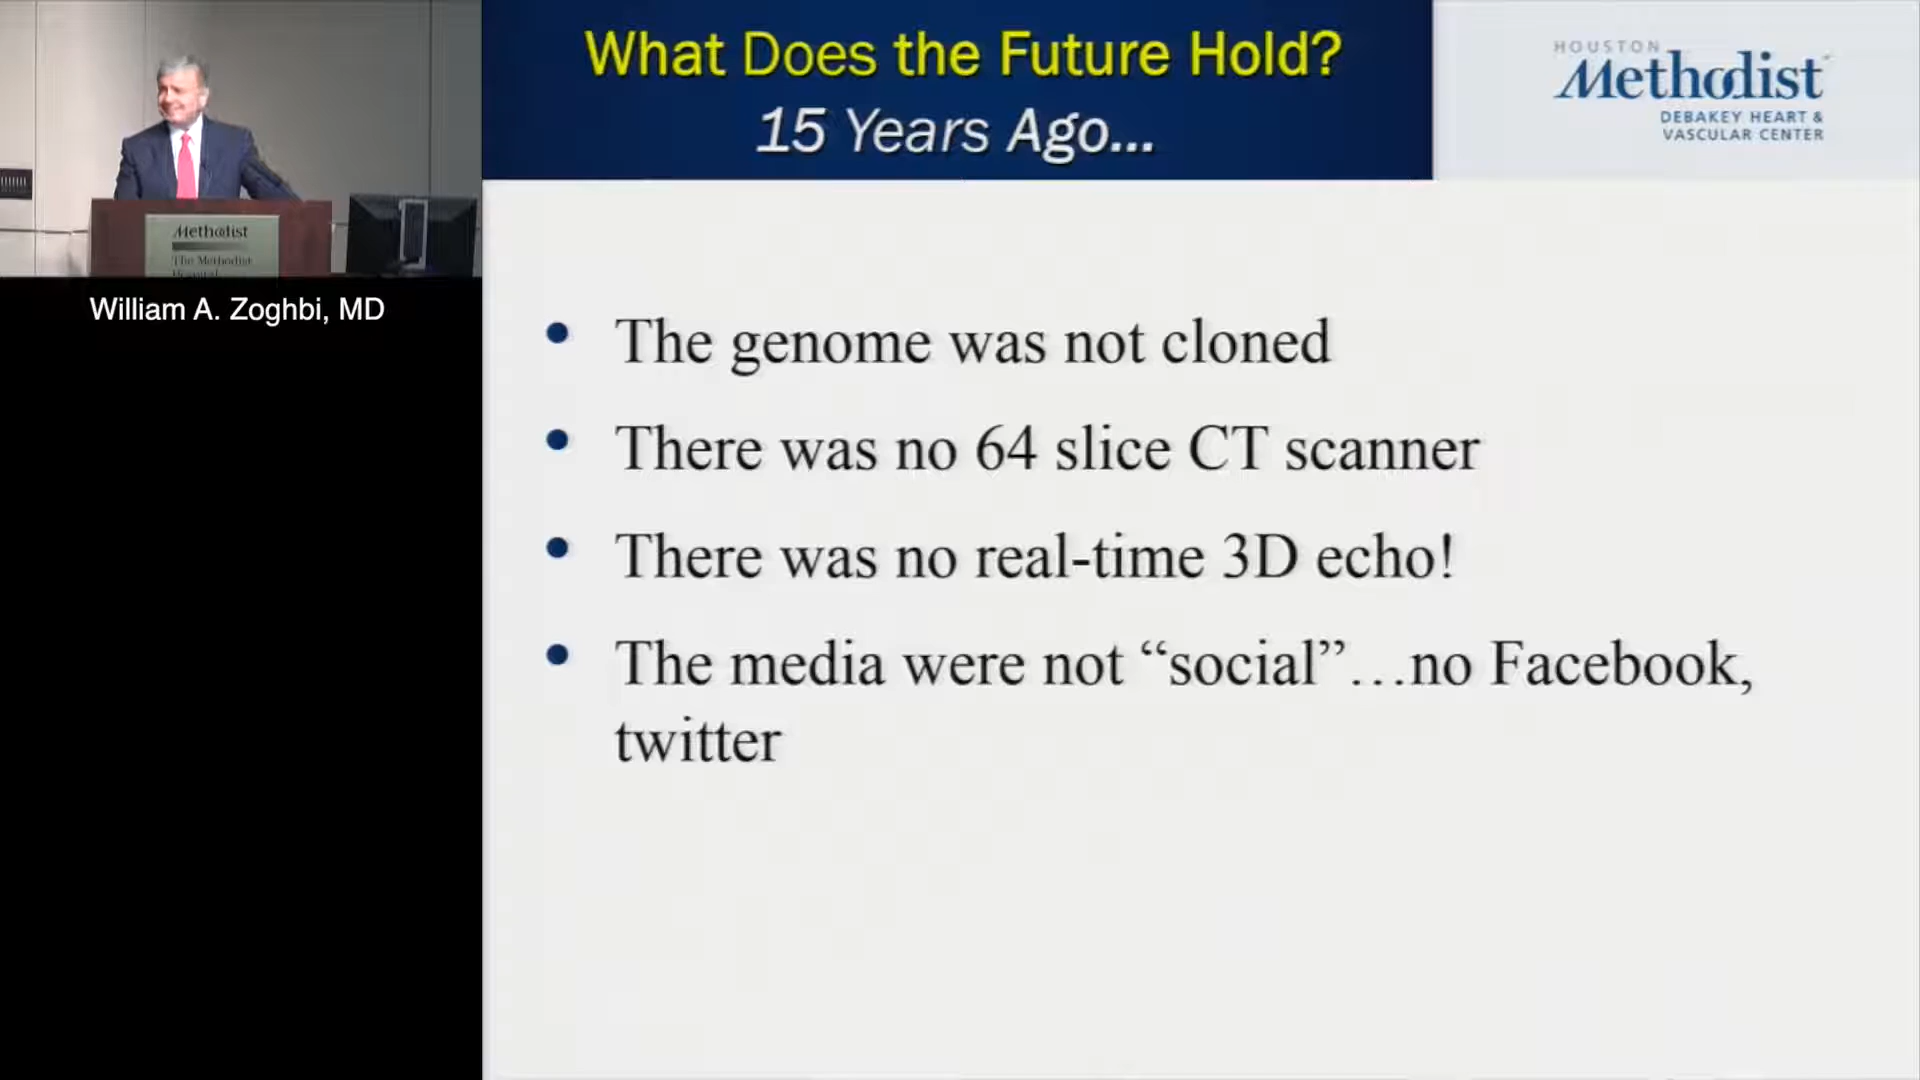 What Does the Future Hold?
15 Years Ago...
HOUSTON
Methodist
DEBAKEY HEART &
VASCULAR CENTER
Methodist
The Methodist
Hospital
William A. Zoghbi, MD
• The genome was not cloned
• There was no 64 slice CT scanner
• There was no real-time 3D echo!
• The media were not “social”…no Facebook,
twitter